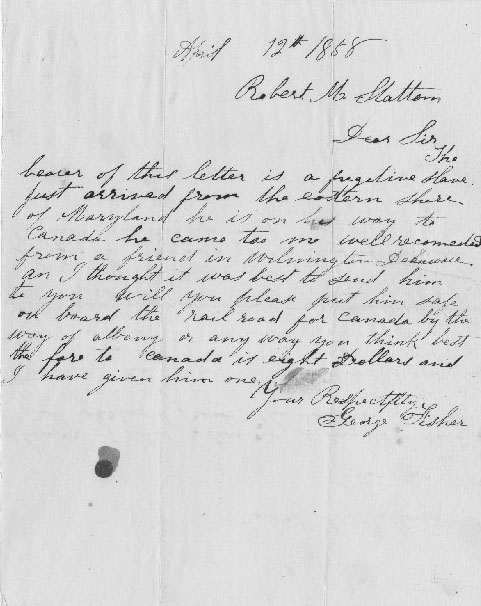 April 12th 1858
Robert M. Slattom
Dear Sir
The
bearer of this letter is a fugitive slave
just arrived from the eastern shore
of Maryland he is on his way to
Canada he came too me well recomended
from a friend in Wilmington Delaware
an I thought it was best to send him
to you will you please put him safe
on board the rail road for Canada by the
way of albeny or any way you think best
the fare to Canada is eight Dollars and
I have given him one
Your Respectfuly
George Fisher